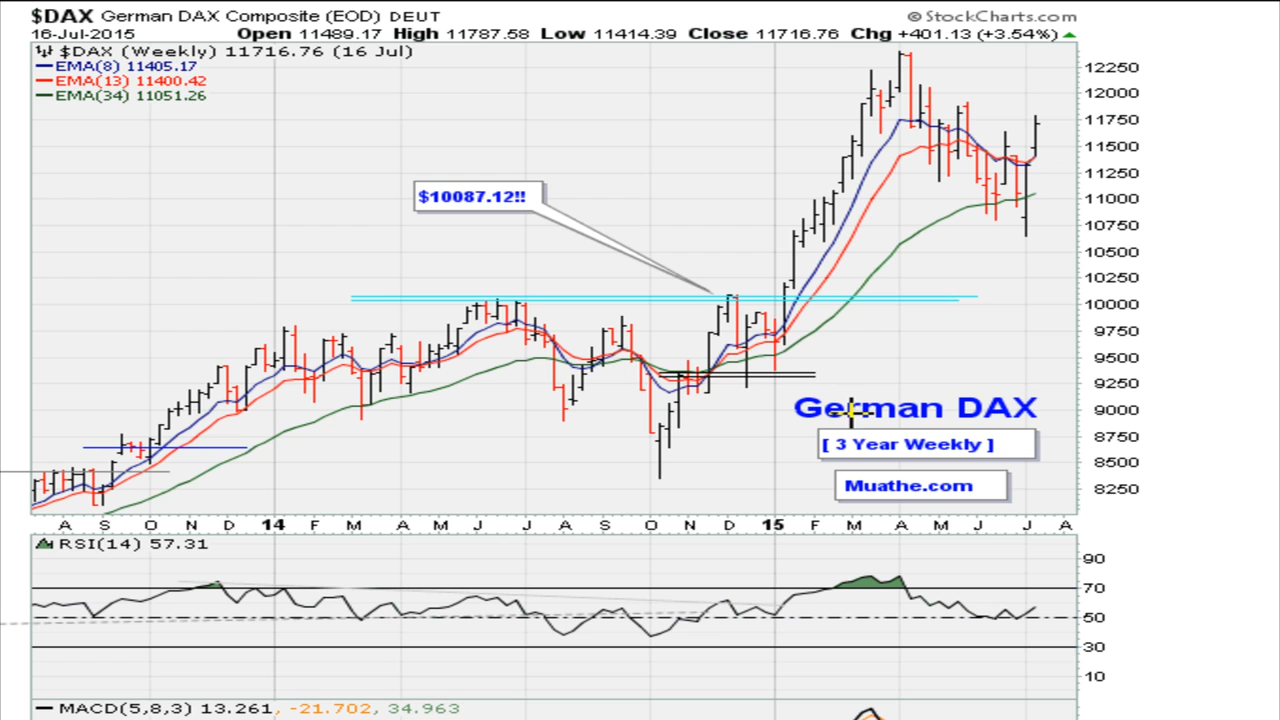 $DAX German DAX Composite (EOD) DEUT © StockCharts.com
16-Jul-2015 Open 11489.17 High 11787.58 Low 11414.39 Close 11716.76 Chg +401.13 (+3.54%)
$DAX (Weekly) 11716.76 (16 Jul)
EMA(8) 11405.17
EMA(13) 11400.42
EMA(34) 11051.26
12250
12000
11750
11500
11250
11000
10750
10500
10250
10000
9750
9500
9250
9000
8750
8500
8250
$10087.12!!
German DAX
[ 3 Year Weekly ]
Muathe.com
A S O N D 14 F M A M J J A S O N D 15 F M A M J J A
RSI(14) 57.31
90
70
50
30
10
MACD(5,8,3) 13.261, -21.702, 34.963